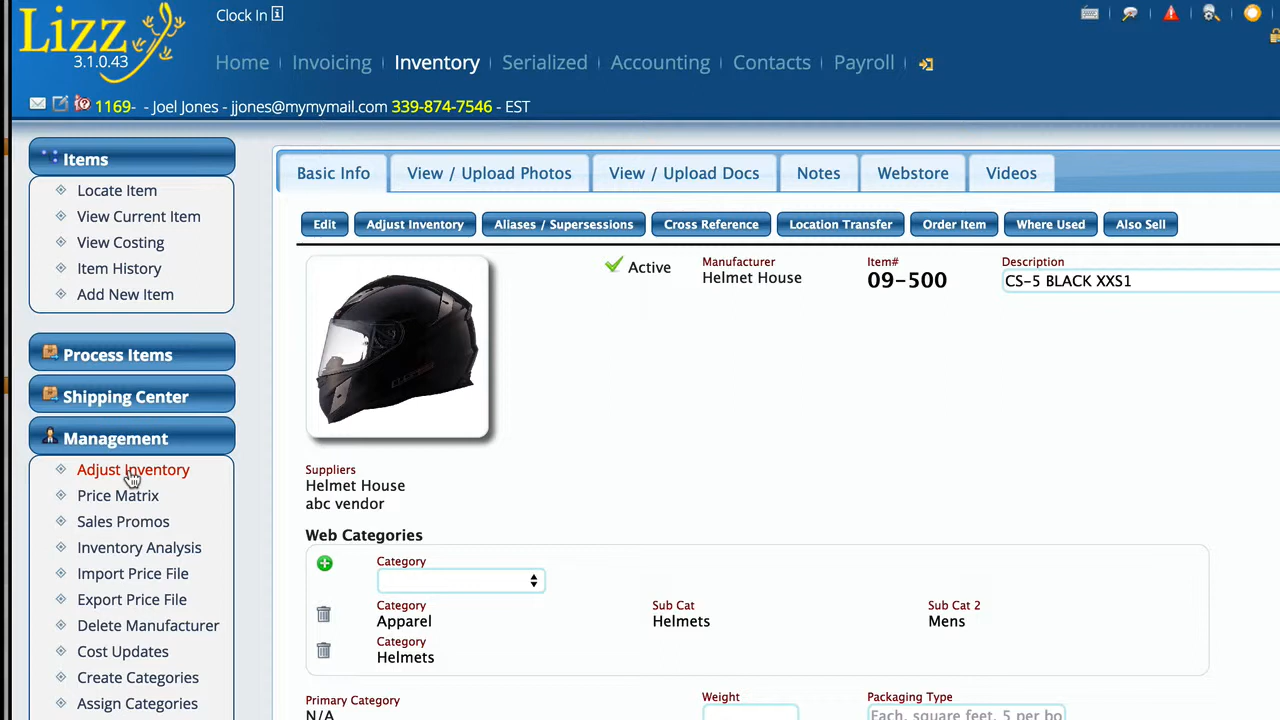 Lizz
3.1.0.43
Clock In
Home Invoicing Inventory Serialized Accounting Contacts Payroll
1169- - Joel Jones - jjones@mymymail.com 339-874-7546 - EST
Items
Locate Item
View Current Item
View Costing
Item History
Add New Item
Process Items
Shipping Center
Management
Adjust Inventory
Price Matrix
Sales Promos
Inventory Analysis
Import Price File
Export Price File
Delete Manufacturer
Cost Updates
Create Categories
Assign Categories
Basic Info View / Upload Photos View / Upload Docs Notes Webstore Videos
Edit Adjust Inventory Aliases / Supersessions Cross Reference Location Transfer Order Item Where Used Also Sell
Active
Manufacturer
Helmet House
Item#
09-500
Description
CS-5 BLACK XXS1
Suppliers
Helmet House
abc vendor
Web Categories
Category
Category Sub Cat Sub Cat 2
Apparel Helmets Mens
Category
Helmets
Primary Category Weight Packaging Type
N/A Each, square feet, 5 per bo